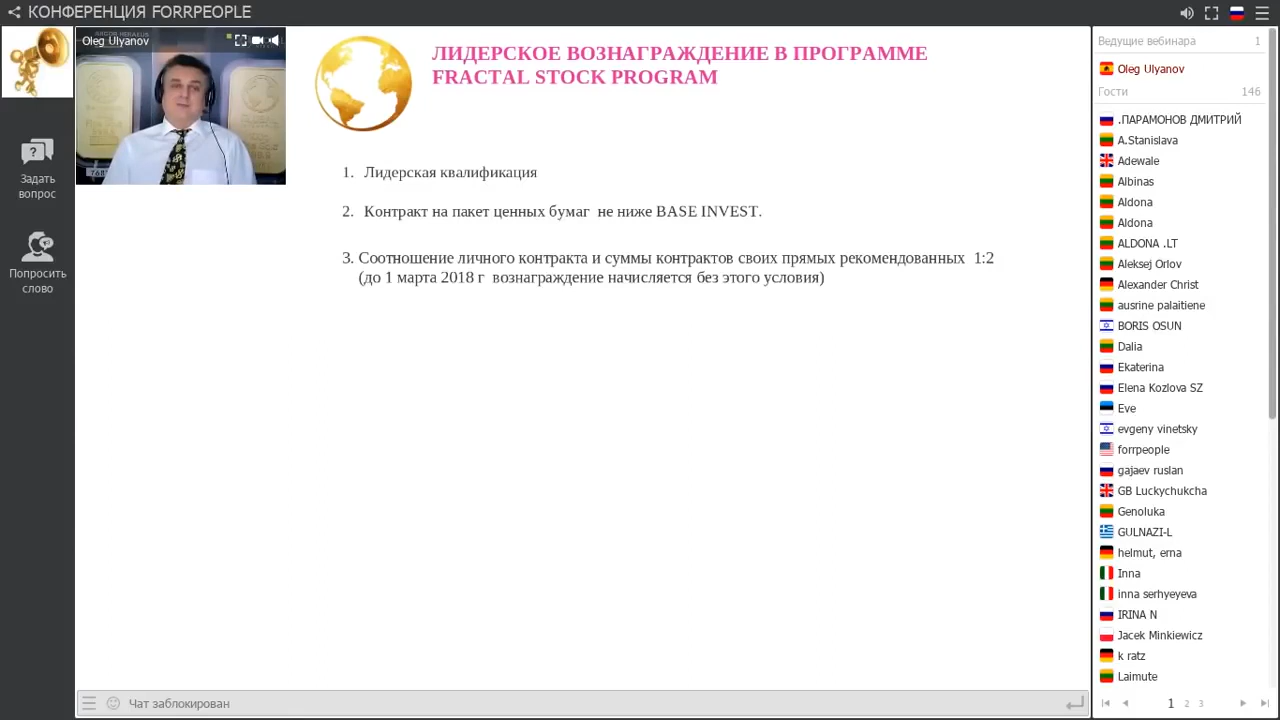 КОНФЕРЕНЦИЯ FORRPEOPLE
Oleg Ulyanov
Задать
вопрос
Попросить
слово
ЛИДЕРСКОЕ ВОЗНАГРАЖДЕНИЕ В ПРОГРАММЕ
FRACTAL STOCK PROGRAM
1. Лидерская квалификация
2. Контракт на пакет ценных бумаг не ниже BASE INVEST.
3. Соотношение личного контракта и суммы контрактов своих прямых рекомендованных 1:2
(до 1 марта 2018 г вознаграждение начисляется без этого условия)
Чат заблокирован
Ведущие вебинара 1
Oleg Ulyanov
Гости 146
.ПАРАМОНОВ ДМИТРИЙ
A.Stanislava
Adewale
Albinas
Aldona
Aldona
ALDONA .LT
Aleksej Orlov
Alexander Christ
ausrine palaitiene
BORIS OSUN
Dalia
Ekaterina
Elena Kozlova SZ
Eve
evgeny vinetsky
forrpeople
gajaev ruslan
GB Luckychukcha
Genoluka
GULNAZI-L
helmut, erna
Inna
inna serhyeyeva
IRINA N
Jacek Minkiewicz
k ratz
Laimute
1 2 3